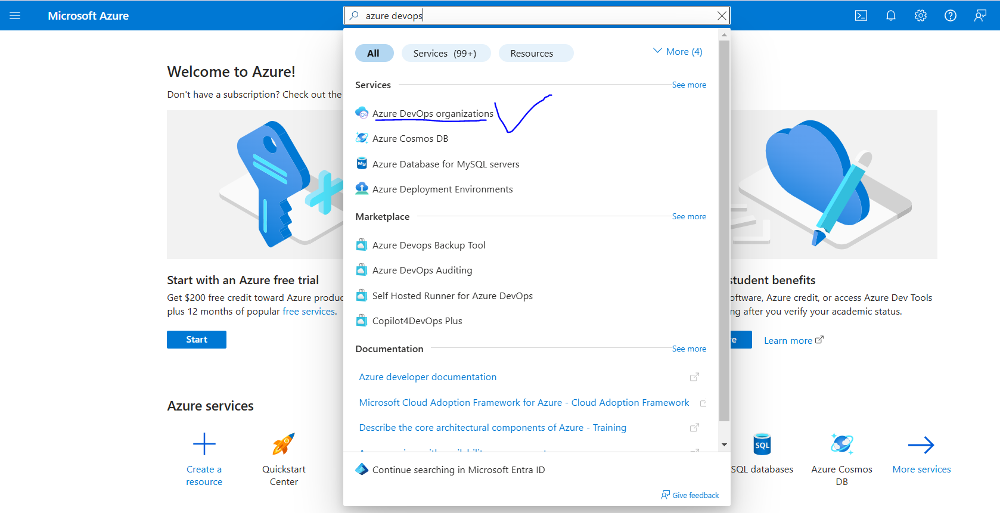 Microsoft Azure
azure devops
All
Services (99+)
Resources
More (4)
Welcome to Azure!
Don't have a subscription? Check out the
Services
See more
Azure DevOps organizations
Azure Cosmos DB
My
Azure Database for MySQL servers
Azure Deployment Environments
Marketplace
See more
Azure Devops Backup Tool
Azure DevOps Auditing
Self Hosted Runner for Azure DevOps
Copilot4DevOps Plus
Documentation
See more
Azure developer documentation
Microsoft Cloud Adoption Framework for Azure - Cloud Adoption Framework
Describe the core architectural components of Azure - Training
Continue searching in Microsoft Entra ID
Give feedback
Start with an Azure free trial
Get $200 free credit toward Azure produc
plus 12 months of popular free services.
Start
student benefits
oftware, Azure credit, or access Azure Dev Tools
ng after you verify your academic status.
re
Learn more
Azure services
Create a
resource
Quickstart
Center
SQL
SQL databases
Azure Cosmos
DB
More services